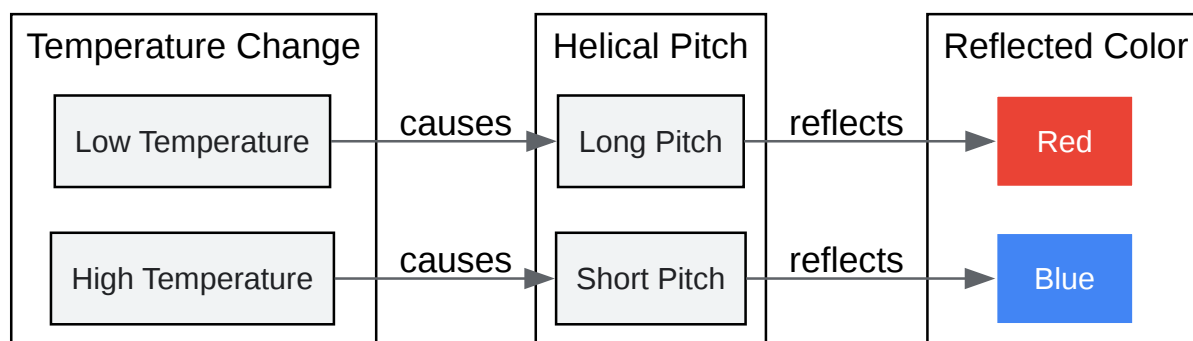 Temperature Change
Helical Pitch
Reflected Color
Low Temperature
causes
Long Pitch
reflects
Red
High Temperature
causes
Short Pitch
reflects
Blue